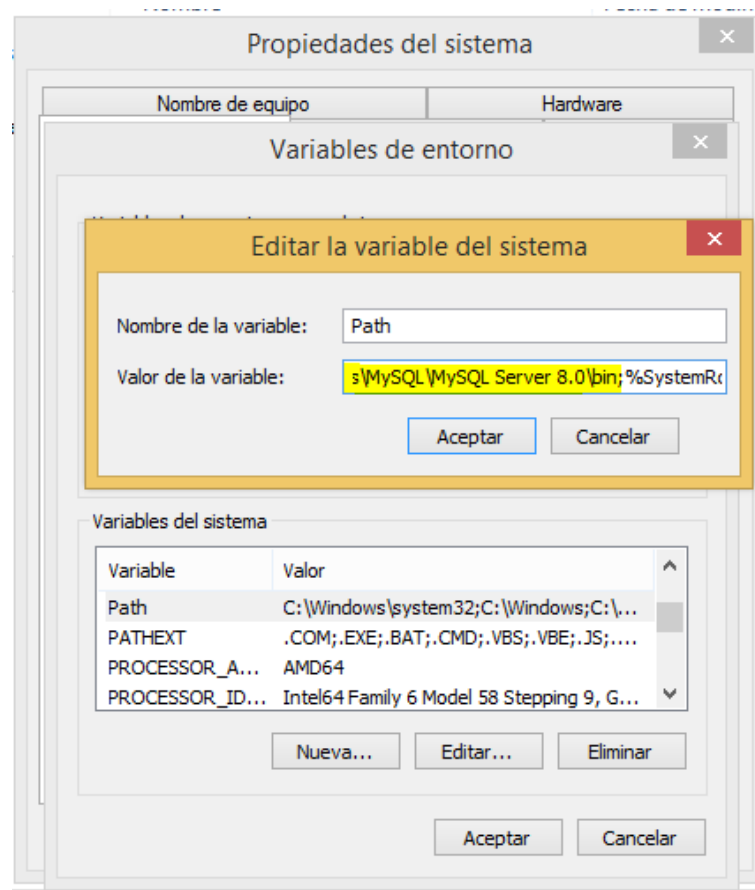 Propiedades del sistema
Nombre de equipo Hardware
Variables de entorno
Editar la variable del sistema
Nombre de la variable: Path
Valor de la variable: s\MySQL\MySQL Server 8.0\bin;%SystemRo
Aceptar Cancelar
Variables del sistema
Variable Valor
Path C:\Windows\system32;C:\Windows;C:\...
PATHEXT .COM;.EXE;.BAT;.CMD;.VBS;.VBE;.JS;....
PROCESSOR_A... AMD64
PROCESSOR_ID... Intel64 Family 6 Model 58 Stepping 9, G...
Nueva... Editar... Eliminar
Aceptar Cancelar